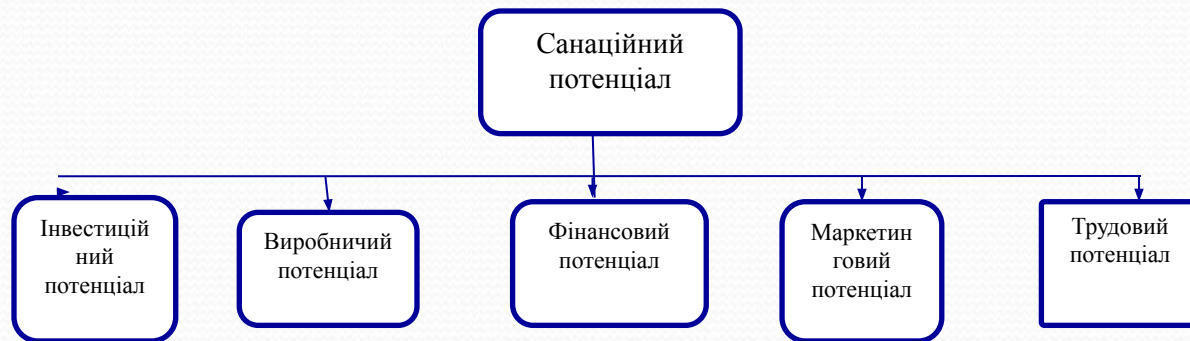 Санаційний
потенціал
Інвестицій
ний
потенціал
Виробничий
потенціал
Фінансовий
потенціал
Маркетин
говий
потенціал
Трудовий
потенціал